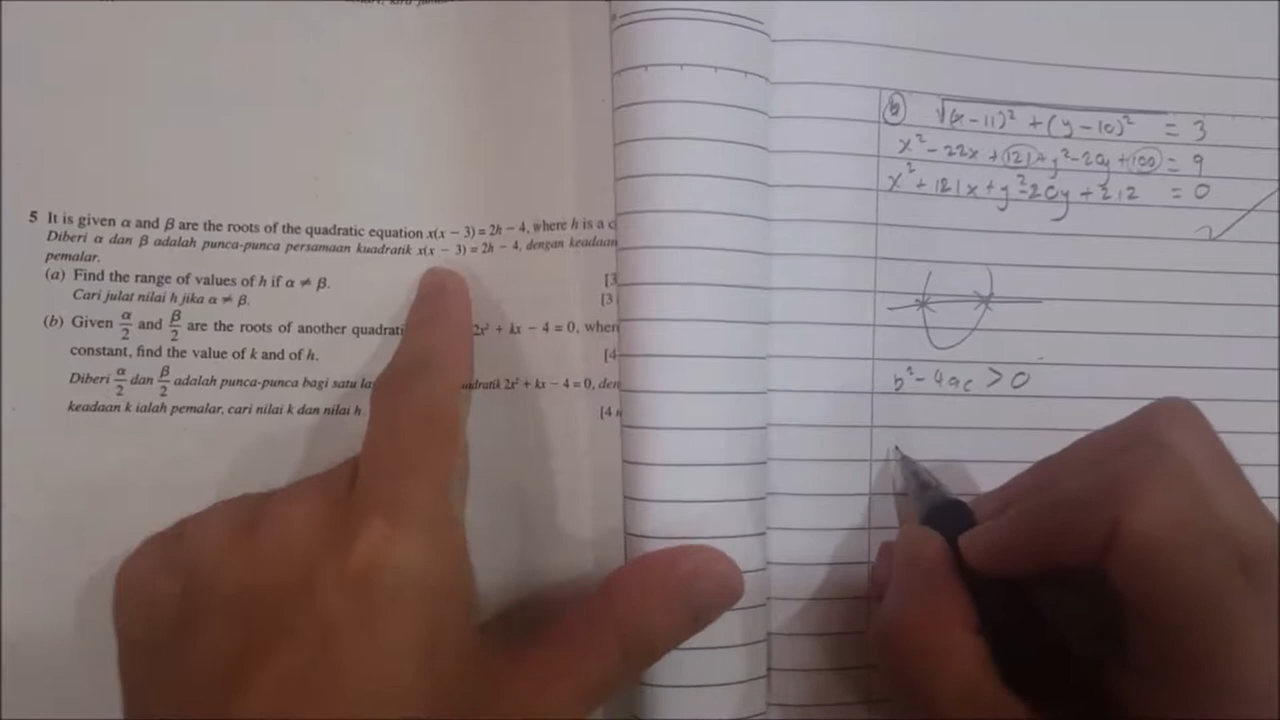 5 It is given α and β are the roots of the quadratic equation x(x − 3) = 2h − 4, where h is a
Diberi α dan β adalah punca-punca persamaan kuadratik x(x − 3) = 2h − 4, dengan keadaan
pemalar.
(a) Find the range of values of h if α ≠ β. [3
Cari julat nilai h jika α ≠ β. [3
(b) Given α/2 and β/2 are the roots of another 2x² + kx − 4 = 0,
constant, find the value of k and of h. [4
Diberi α/2 dan β/2 adalah punca-punca bagi satu 2x² + kx − 4 = 0,
keadaan k ialah pemalar, cari nilai k dan nilai h. [4
b √(x−11)² + (y−10)² = 3
x² − 22x + 121 + y² − 20y + 100 = 9
x² + 121x + y² − 20y + 212 = 0
b² − 4ac > 0